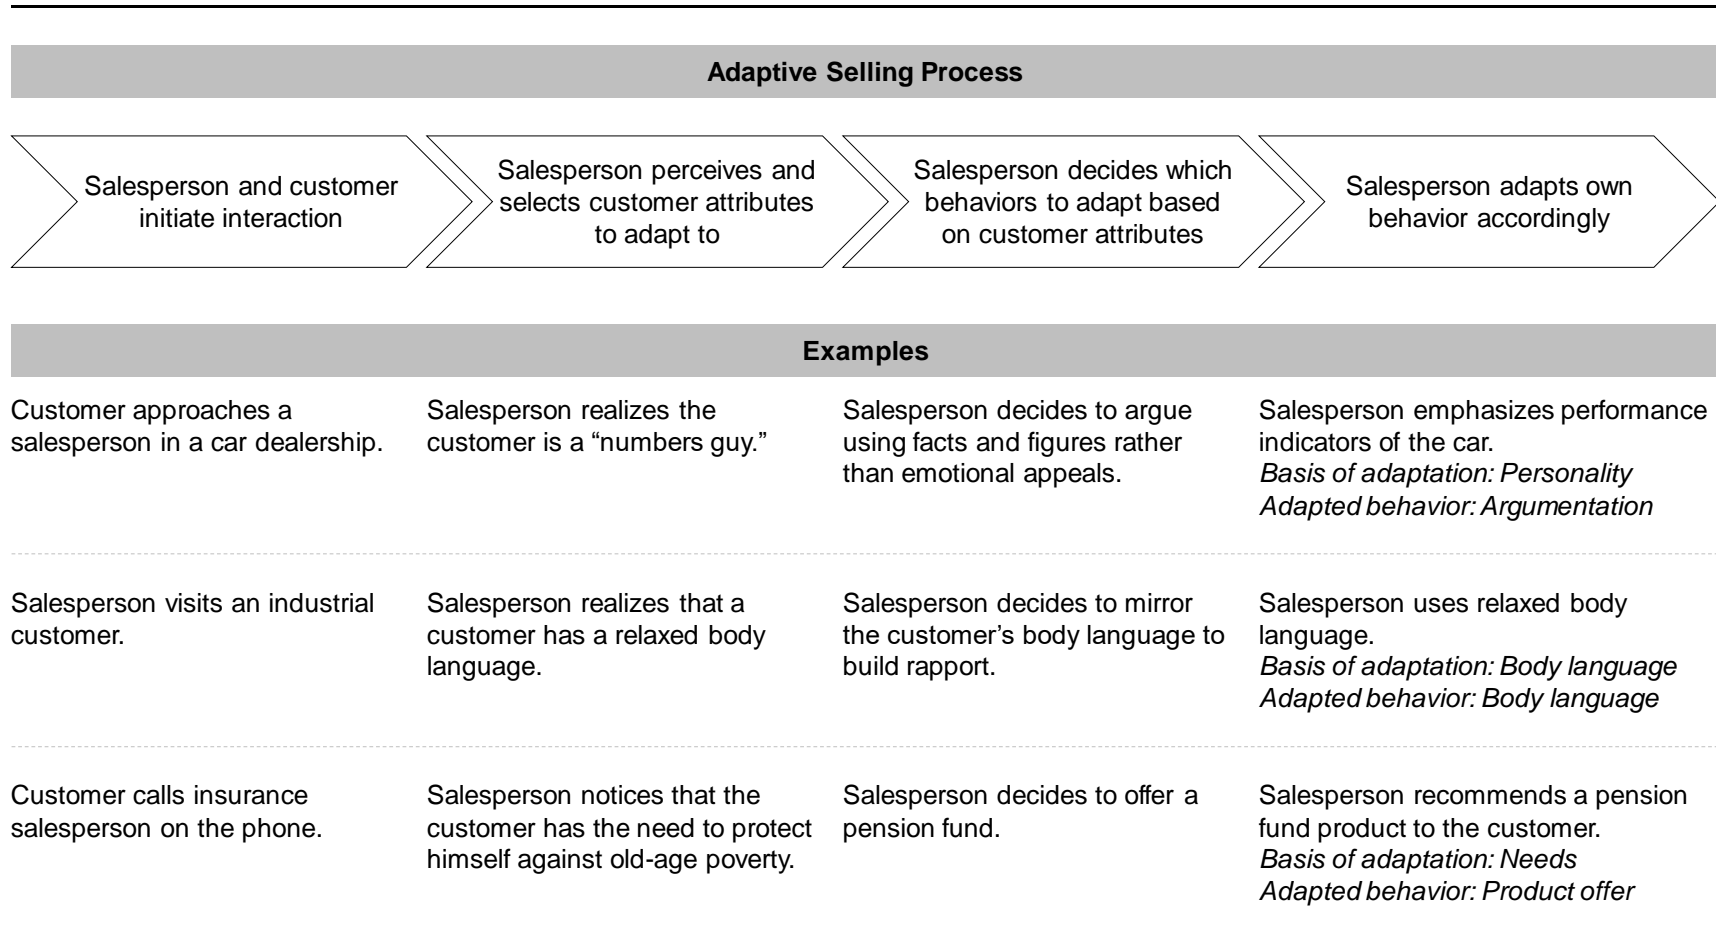 Adaptive Selling Process
Salesperson and customer
initiate interaction
Salesperson perceives and
selects customer attributes
to adapt to
Salesperson decides which
behaviors to adapt based
on customer attributes
Salesperson adapts own
behavior accordingly
Examples
Customer approaches a
salesperson in a car dealership.
Salesperson realizes the
customer is a “numbers guy.”
Salesperson decides to argue
using facts and figures rather
than emotional appeals.
Salesperson emphasizes performance
indicators of the car.
Basis of adaptation: Personality
Adapted behavior: Argumentation
Salesperson visits an industrial
customer.
Salesperson realizes that a
customer has a relaxed body
language.
Salesperson decides to mirror
the customer’s body language to
build rapport.
Salesperson uses relaxed body
language.
Basis of adaptation: Body language
Adapted behavior: Body language
Customer calls insurance
salesperson on the phone.
Salesperson notices that the
customer has the need to protect
himself against old-age poverty.
Salesperson decides to offer a
pension fund.
Salesperson recommends a pension
fund product to the customer.
Basis of adaptation: Needs
Adapted behavior: Product offer